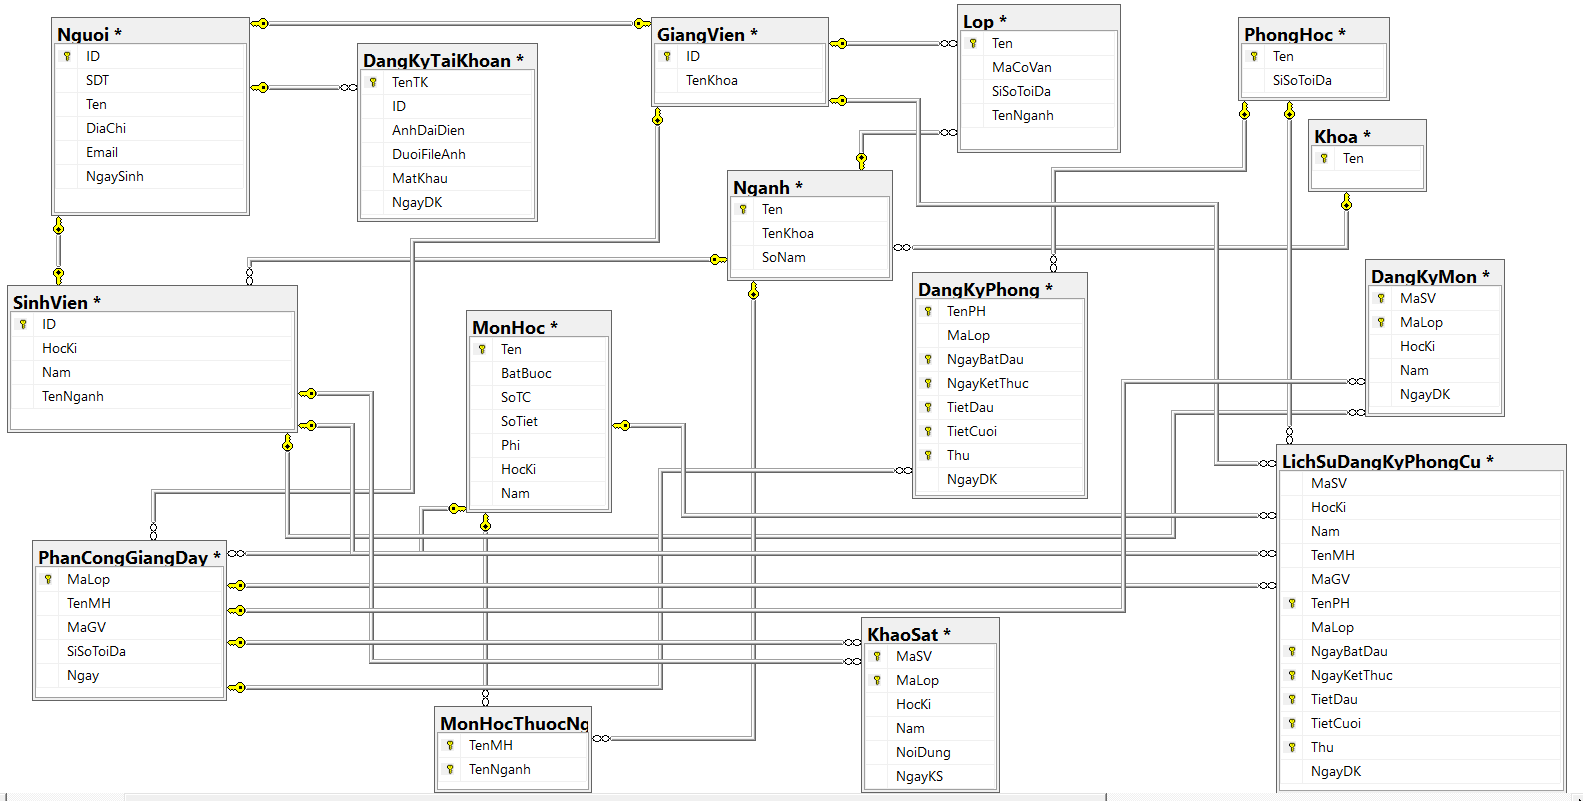 Nguoi *
ID
SDT
Ten
DiaChi
Email
NgaySinh
DangKyTaiKhoan *
TenTK
ID
AnhDaiDien
DuoiFileAnh
MatKhau
NgayDK
GiangVien *
ID
TenKhoa
Lop *
Ten
MaCoVan
SiSoToiDa
TenNganh
PhongHoc *
Ten
SiSoToiDa
Khoa *
Ten
Nganh *
Ten
TenKhoa
SoNam
SinhVien *
ID
HocKi
Nam
TenNganh
MonHoc *
Ten
BatBuoc
SoTC
SoTiet
Phi
HocKi
Nam
DangKyPhong *
TenPH
MaLop
NgayBatDau
NgayKetThuc
TietDau
TietCuoi
Thu
NgayDK
DangKyMon *
MaSV
MaLop
HocKi
Nam
NgayDK
LichSuDangKyPhongCu *
MaSV
HocKi
Nam
TenMH
MaGV
TenPH
MaLop
NgayBatDau
NgayKetThuc
TietDau
TietCuoi
Thu
NgayDK
PhanCongGiangDay *
MaLop
TenMH
MaGV
SiSoToiDa
Ngay
KhaoSat *
MaSV
MaLop
HocKi
Nam
NoiDung
NgayKS
MonHocThuocNg
TenMH
TenNganh